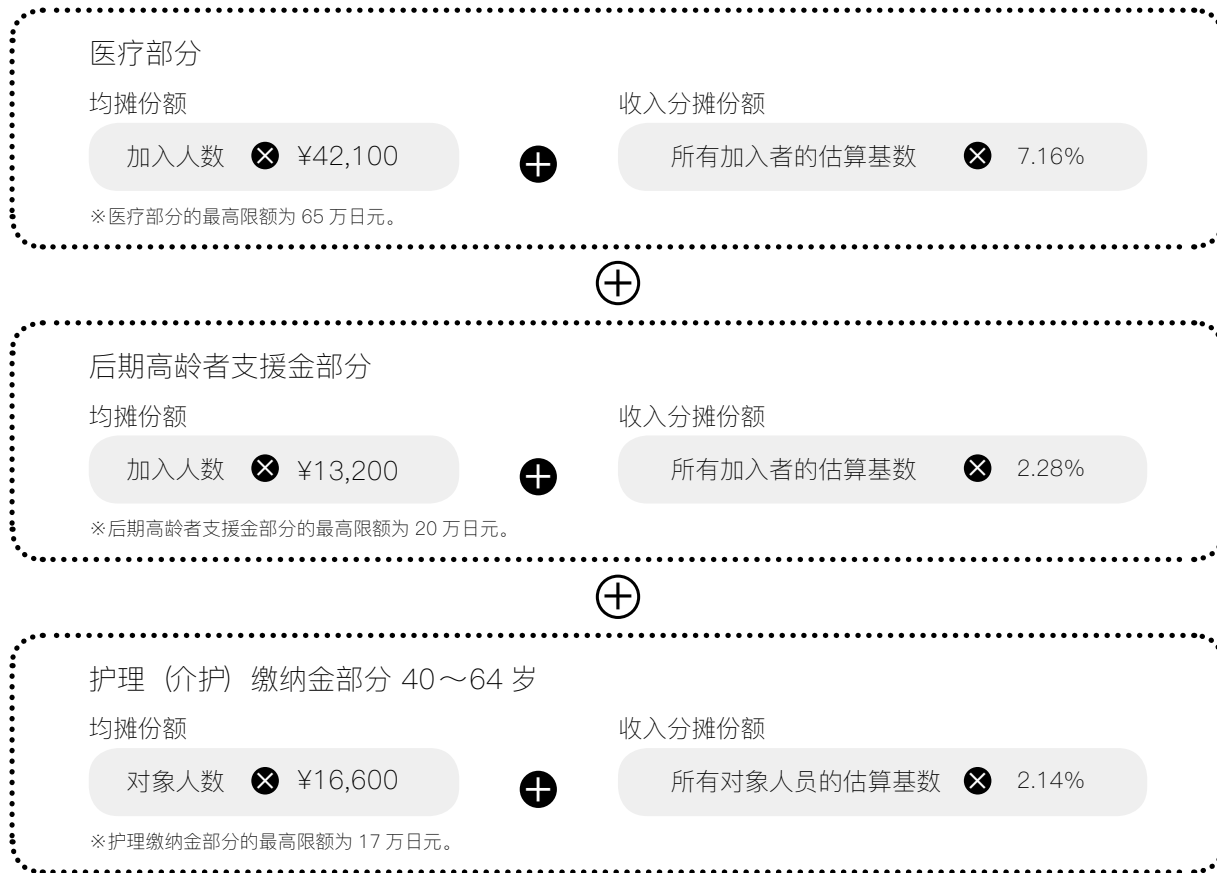 医疗部分
均摊份额 收入分摊份额
加入人数 ⊗ ¥42,100 ⊕ 所有加入者的估算基数 ⊗ 7.16%
※医疗部分的最高限额为 65 万日元。
⊕
后期高龄者支援金部分
均摊份额 收入分摊份额
加入人数 ⊗ ¥13,200 ⊕ 所有加入者的估算基数 ⊗ 2.28%
※后期高龄者支援金部分的最高限额为 20 万日元。
⊕
护理（介护）缴纳金部分 40～64 岁
均摊份额 收入分摊份额
对象人数 ⊗ ¥16,600 ⊕ 所有对象人员的估算基数 ⊗ 2.14%
※护理缴纳金部分的最高限额为 17 万日元。